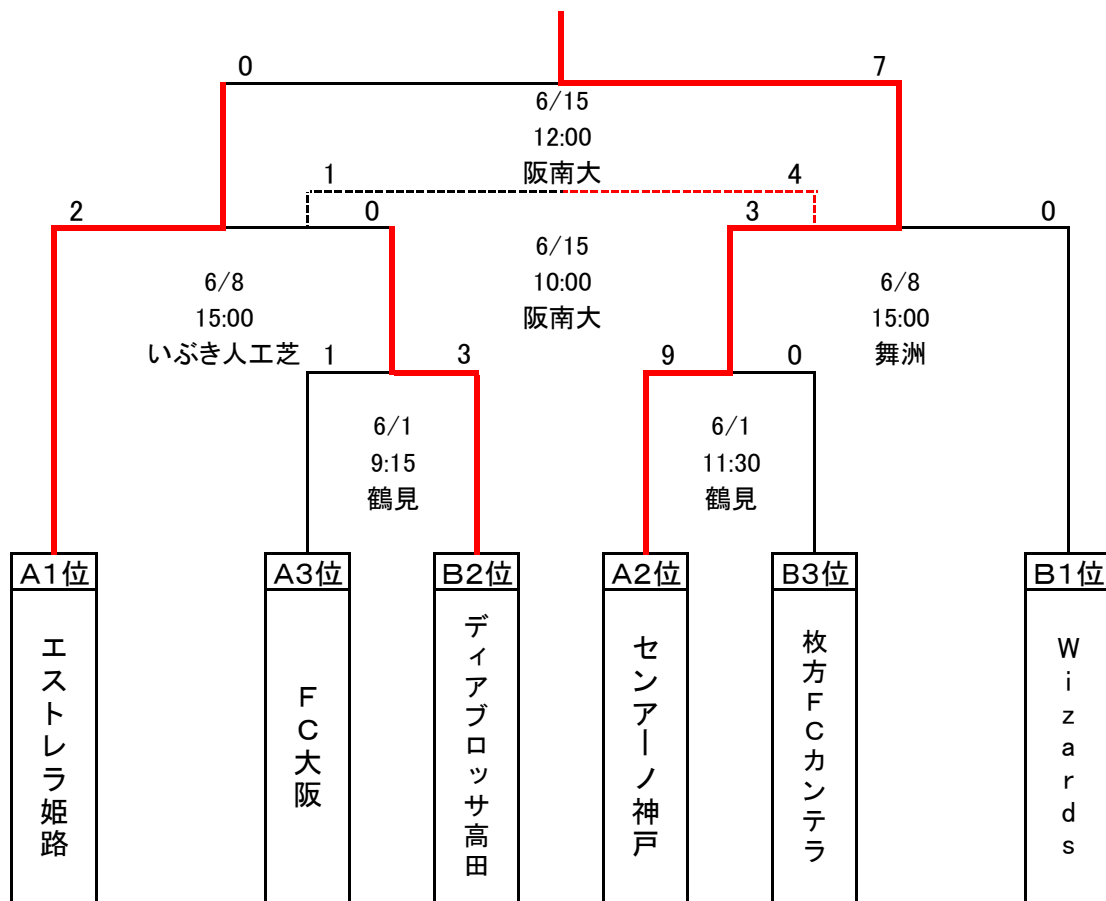 0 7
6/15
12:00
阪南大
1 4
2 0 3 0
6/15
10:00
阪南大
6/8
15:00
いぶき人工芝
6/8
15:00
舞洲
1 3 9 0
6/1
9:15
鶴見
6/1
11:30
鶴見
A1位 A3位 B2位 A2位 B3位 B1位
エストレラ姫路
FC大阪
ディアブロッサ高田
センアーノ神戸
枚方FCカンテラ
Wizards